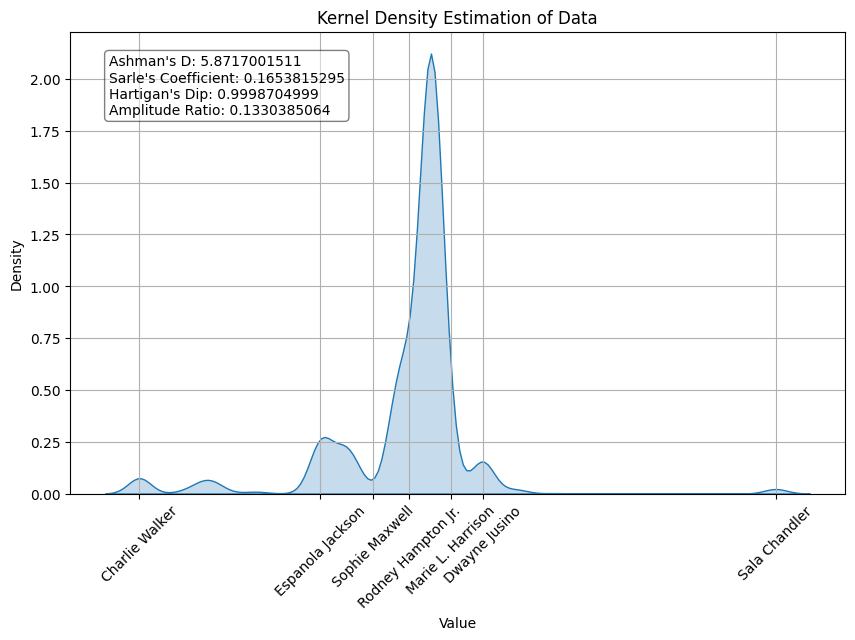 Kernel Density Estimation of Data
Ashman's D: 5.8717001511
Sarle's Coefficient: 0.1653815295
Hartigan's Dip: 0.9998704999
Amplitude Ratio: 0.1330385064
Density
2.00
1.75
1.50
1.25
1.00
0.75
0.50
0.25
0.00
Charlie Walker
Espanola Jackson
Sophie Maxwell
Rodney Hampton Jr.
Marie L. Harrison
Dwayne Jusino
Sala Chandler
Value